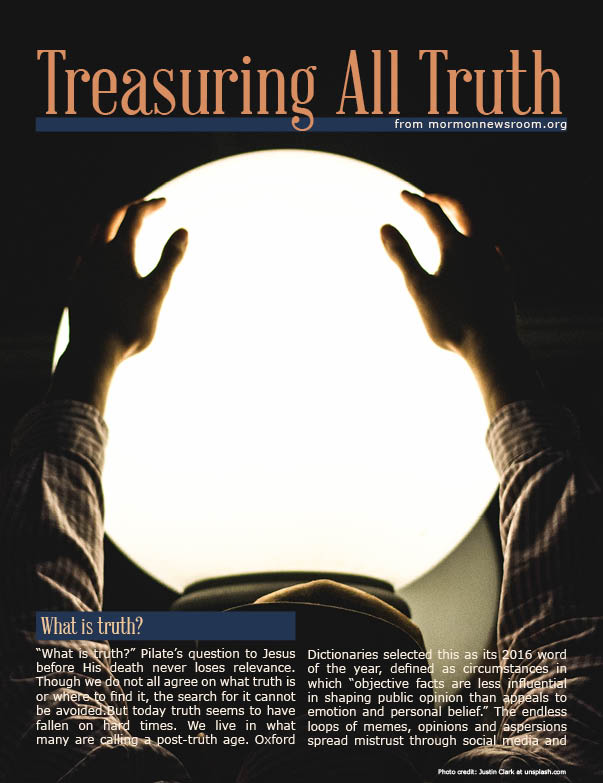 Treasuring All Truth
from mormonnewsroom.org
What is truth?
“What is truth?” Pilate’s question to Jesus
before His death never loses relevance.
Though we do not all agree on what truth is
or where to find it, the search for it cannot
be avoided.But today truth seems to have
fallen on hard times. We live in what
many are calling a post-truth age. Oxford
Dictionaries selected this as its 2016 word
of the year, defined as circumstances in
which “objective facts are less influential
in shaping public opinion than appeals to
emotion and personal belief.” The endless
loops of memes, opinions and aspersions
spread mistrust through social media and
Photo credit: Justin Clark at unsplash.com